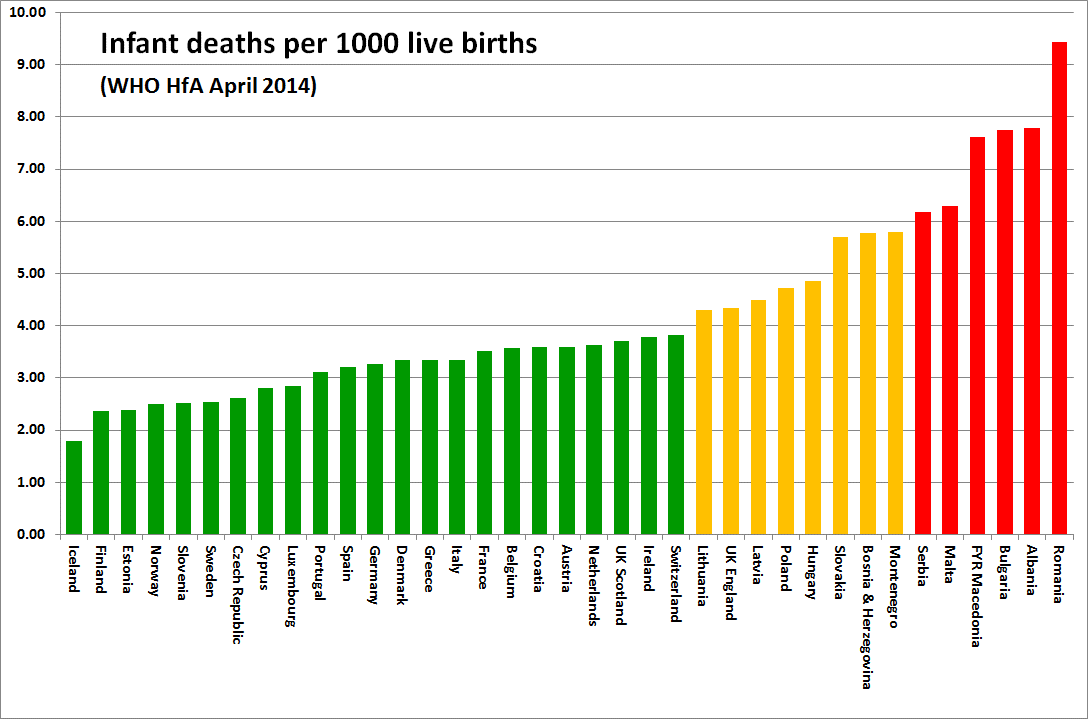 Infant deaths per 1000 live births
(WHO HfA April 2014)
10.00
9.00
8.00
7.00
6.00
5.00
4.00
3.00
2.00
1.00
0.00
Iceland
Finland
Estonia
Norway
Slovenia
Sweden
Czech Republic
Cyprus
Luxembourg
Portugal
Spain
Germany
Denmark
Greece
Italy
France
Belgium
Croatia
Austria
Netherlands
UK Scotland
Ireland
Switzerland
Lithuania
UK England
Latvia
Poland
Hungary
Slovakia
Bosnia & Herzegovina
Montenegro
Serbia
Malta
FYR Macedonia
Bulgaria
Albania
Romania